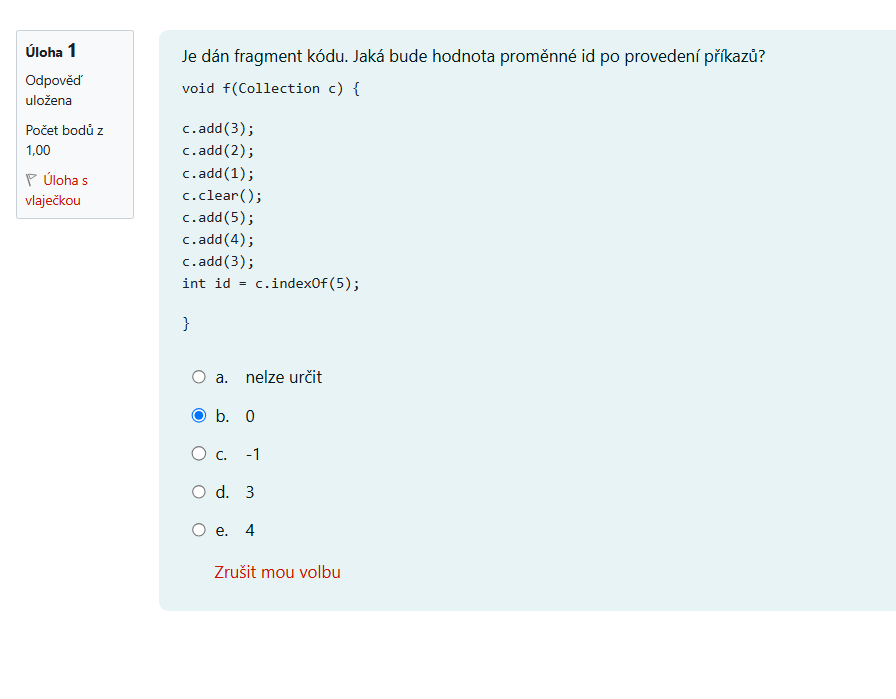 Úloha 1
Odpověď
uložena
Počet bodů z
1,00
Úloha s
vlaječkou
Je dán fragment kódu. Jaká bude hodnota proměnné id po provedení příkazů?
void f(Collection c) {
c.add(3);
c.add(2);
c.add(1);
c.clear();
c.add(5);
c.add(4);
c.add(3);
int id = c.indexOf(5);
}
a. nelze určit
b. 0
c. -1
d. 3
e. 4
Zrušit mou volbu